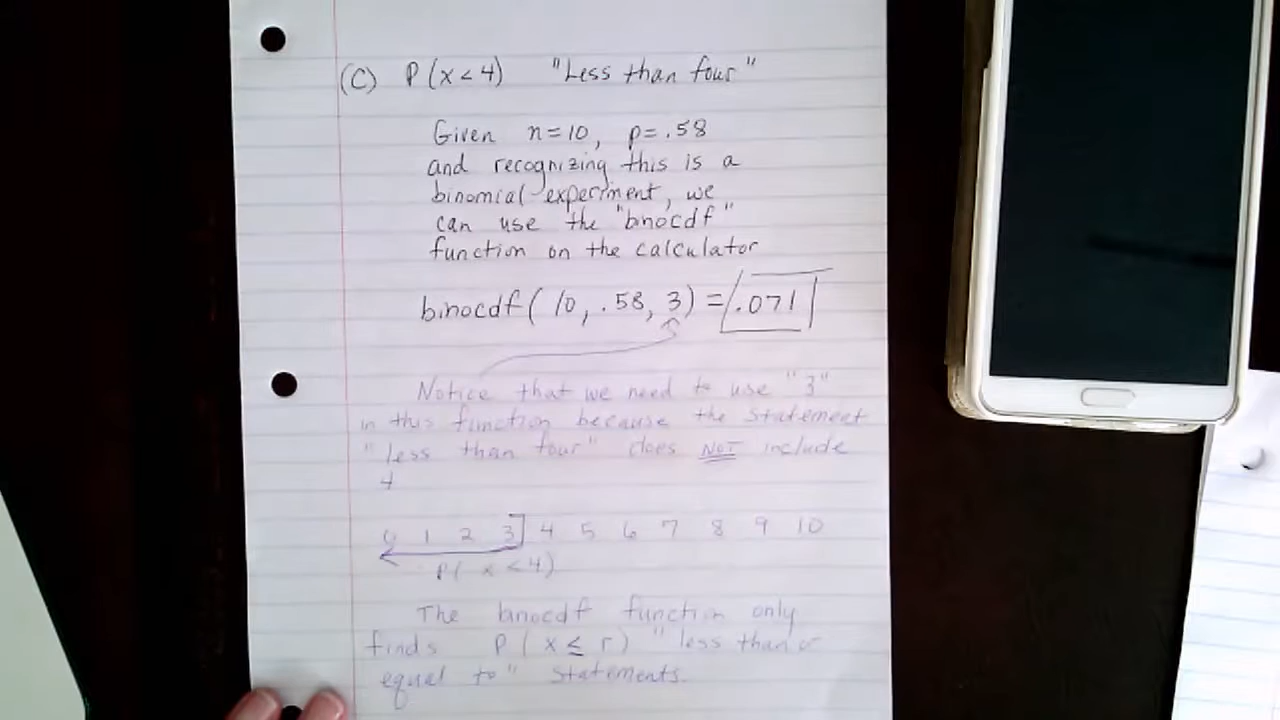 (C) P(x<4) "Less than four"
Given n=10, p=.58
and recognizing this is a
binomial experiment, we
can use the "binocdf"
function on the calculator
binocdf(10, .58, 3) = .071
Notice that we need to use "3"
in this function because the statement
"less than four" does NOT include
4
0 1 2 3] 4 5 6 7 8 9 10
P(x<4)
The binocdf function only
finds P(x≤r) "less than or
equal to" statements.